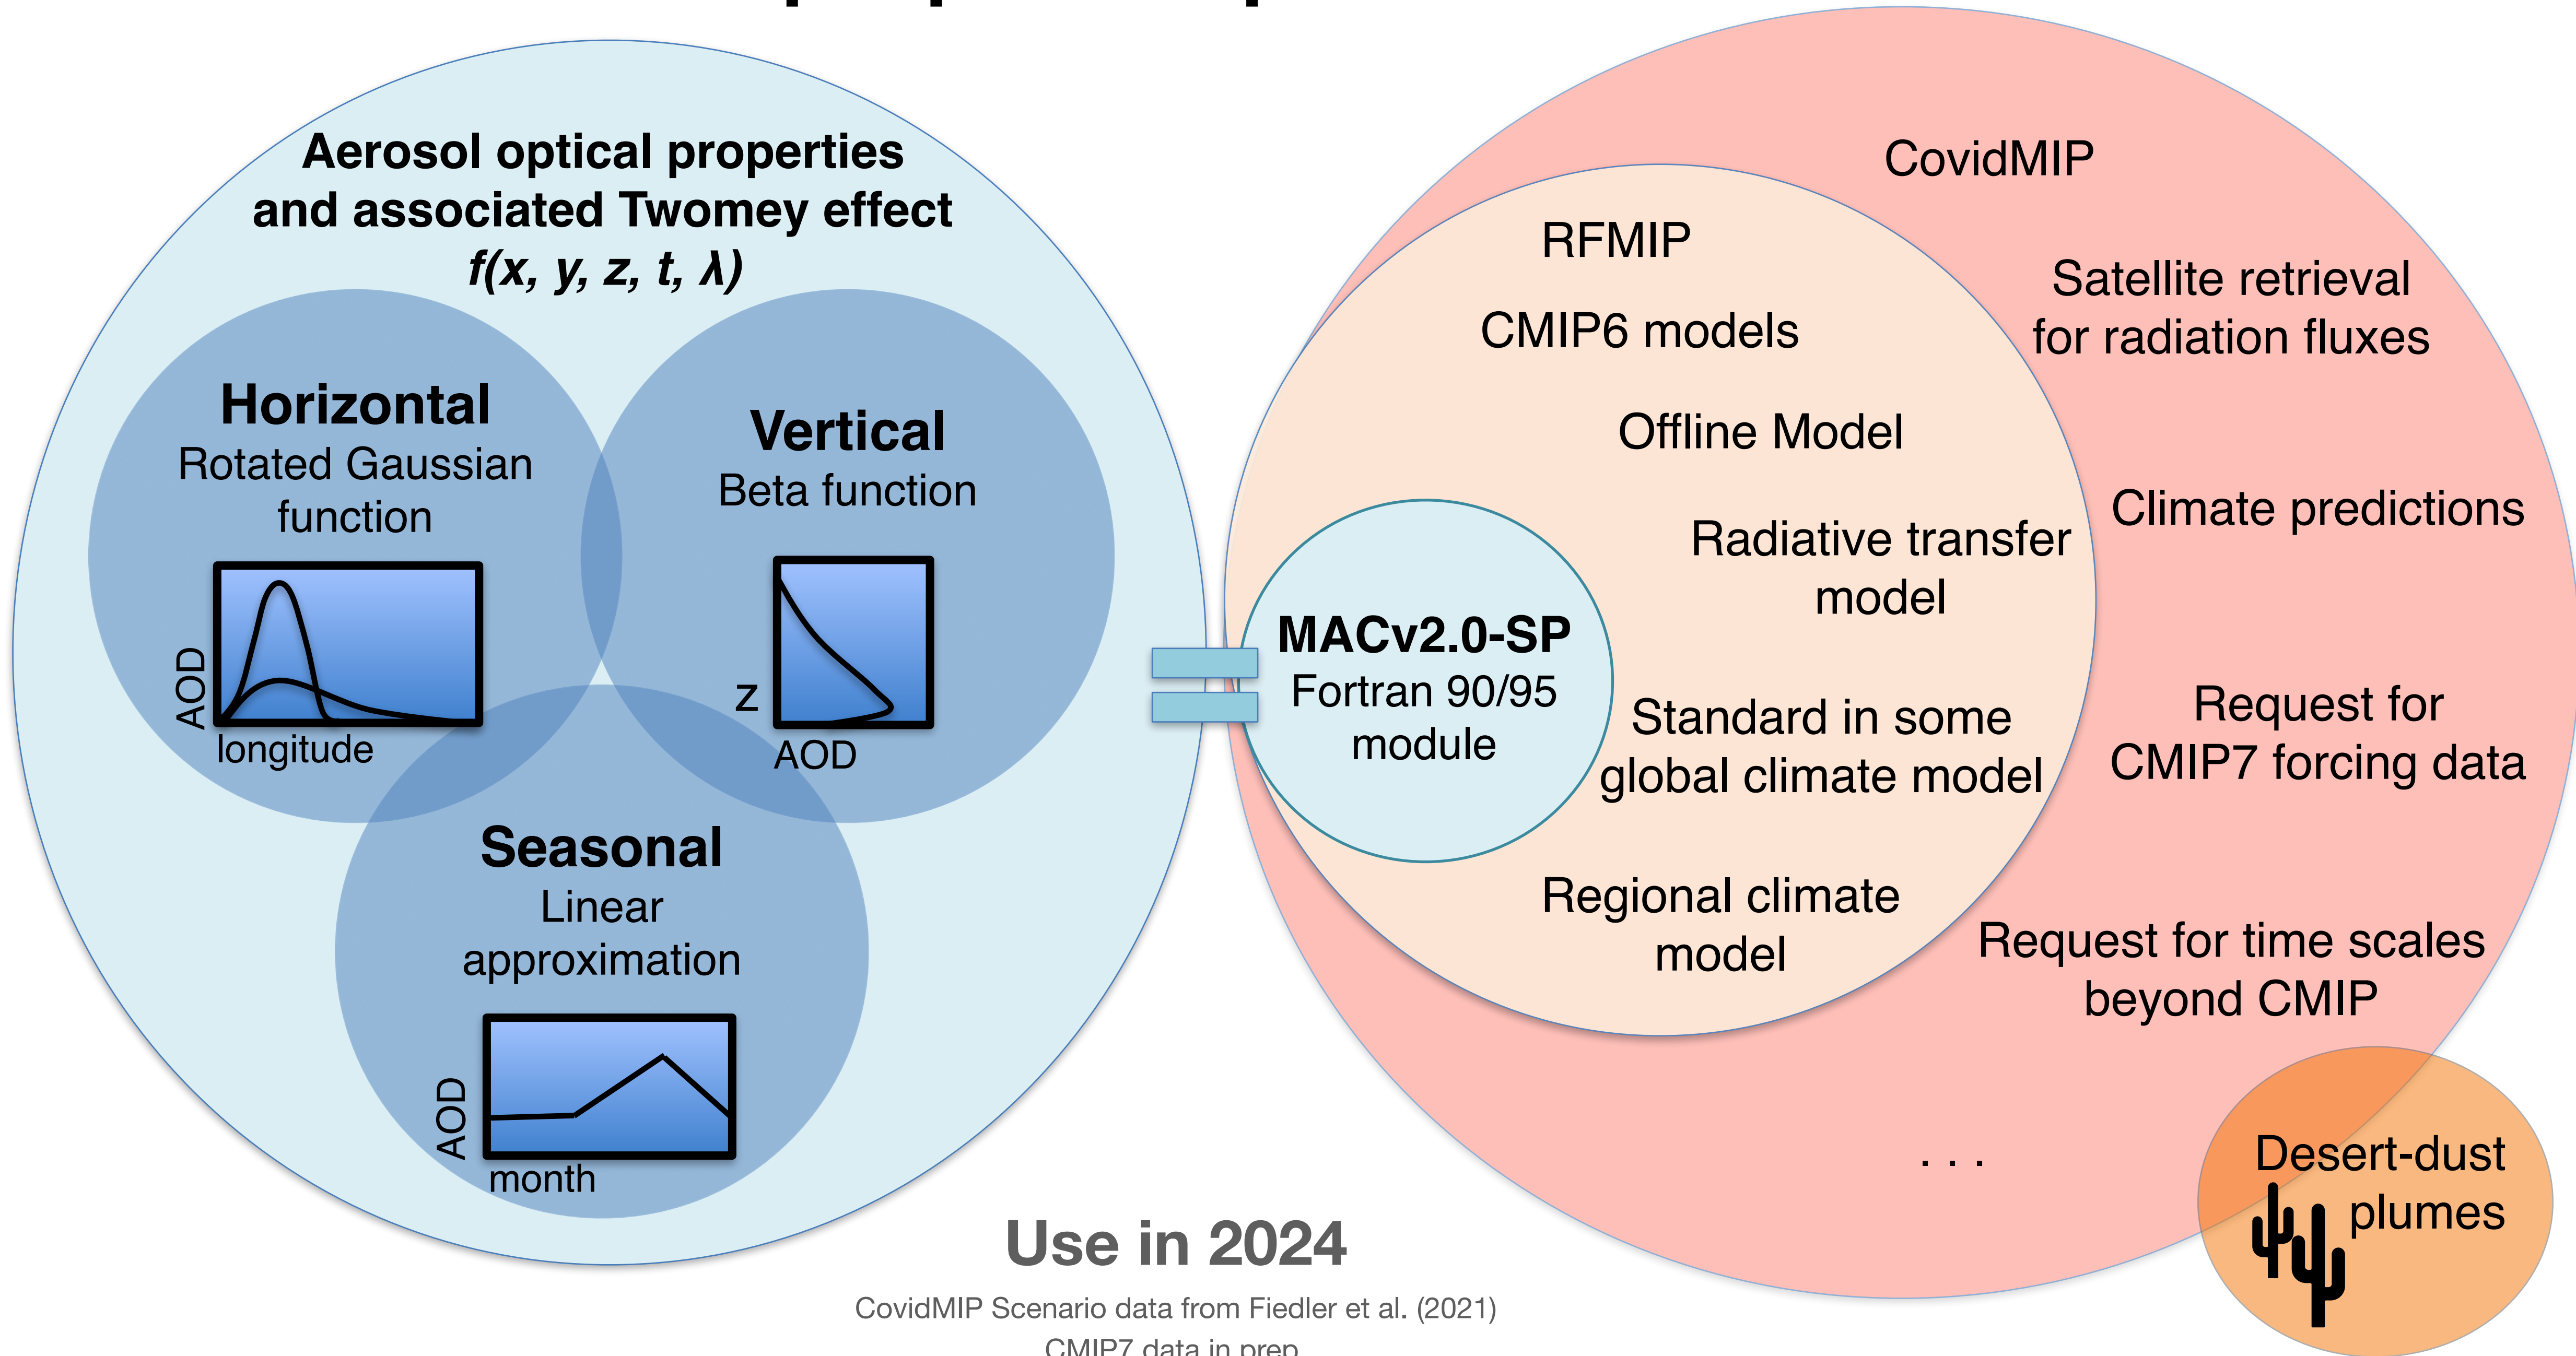 Aerosol optical properties
and associated Twomey effect
f(x, y, z, t, λ)
Horizontal
Rotated Gaussian
function
AOD
longitude
Vertical
Beta function
z
AOD
Seasonal
Linear
approximation
AOD
month
MACv2.0-SP
Fortran 90/95
module
RFMIP
CMIP6 models
Offline Model
Radiative transfer
model
Standard in some
global climate model
Regional climate
model
CovidMIP
Satellite retrieval
for radiation fluxes
Climate predictions
Request for
CMIP7 forcing data
Request for time scales
beyond CMIP
. . .
Desert-dust
plumes
Use in 2024
CovidMIP Scenario data from Fiedler et al. (2021)
CMIP7 data in prep